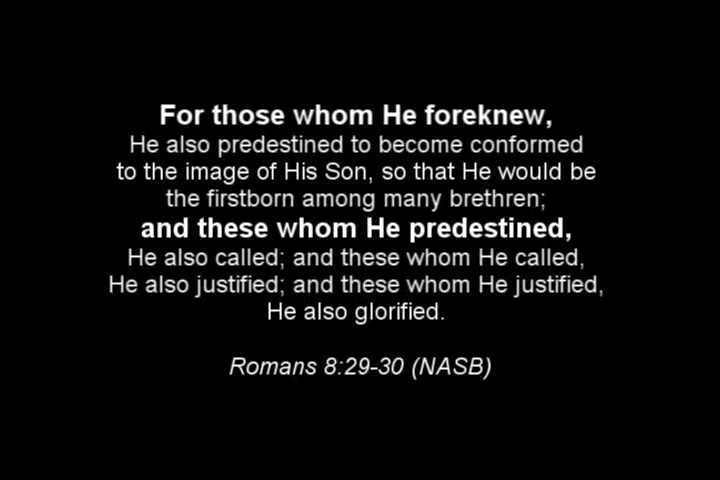 For those whom He foreknew,
He also predestined to become conformed
to the image of His Son, so that He would be
the firstborn among many brethren;
and these whom He predestined,
He also called; and these whom He called,
He also justified; and these whom He justified,
He also glorified.
Romans 8:29-30 (NASB)